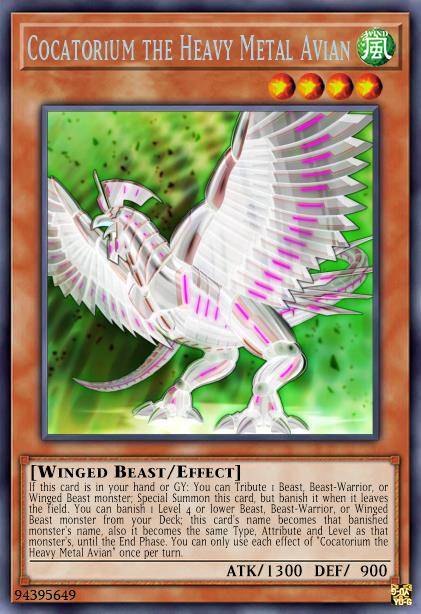 Cocatorium the Heavy Metal Avian
WIND
風
[Winged Beast/Effect]
If this card is in your hand or GY: You can Tribute 1 Beast, Beast-Warrior, or
Winged Beast monster; Special Summon this card, but banish it when it leaves
the field. You can banish 1 Level 4 or lower Beast, Beast-Warrior, or Winged
Beast monster from your Deck; this card's name becomes that banished
monster's name, also it becomes the same Type, Attribute and Level as that
monster's, until the End Phase. You can only use each effect of "Cocatorium the
Heavy Metal Avian" once per turn.
ATK/1300 DEF/ 900
94395649